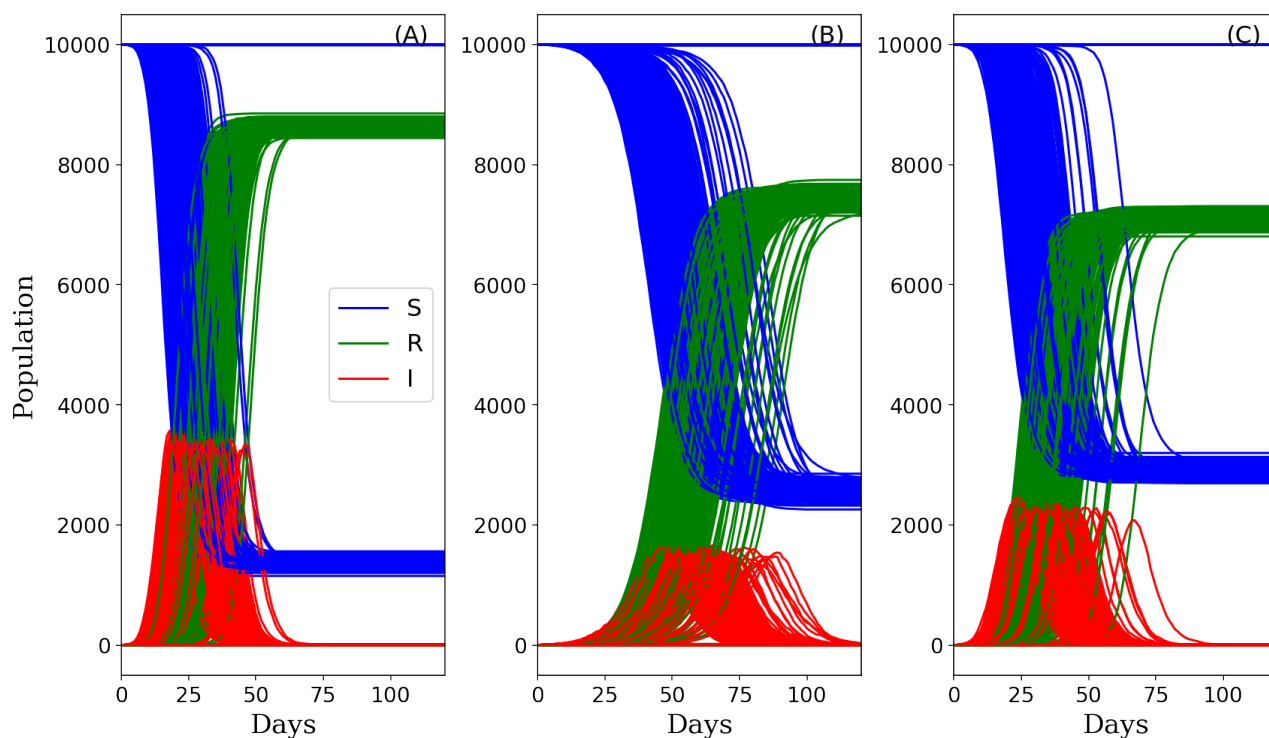 (A) (B) (C)
10000 10000 10000
8000 8000 8000
6000 6000 6000
4000 4000 4000
2000 2000 2000
0 0 0
Population
S
R
I
0 25 50 75 100 0 25 50 75 100 0 25 50 75 100
Days Days Days